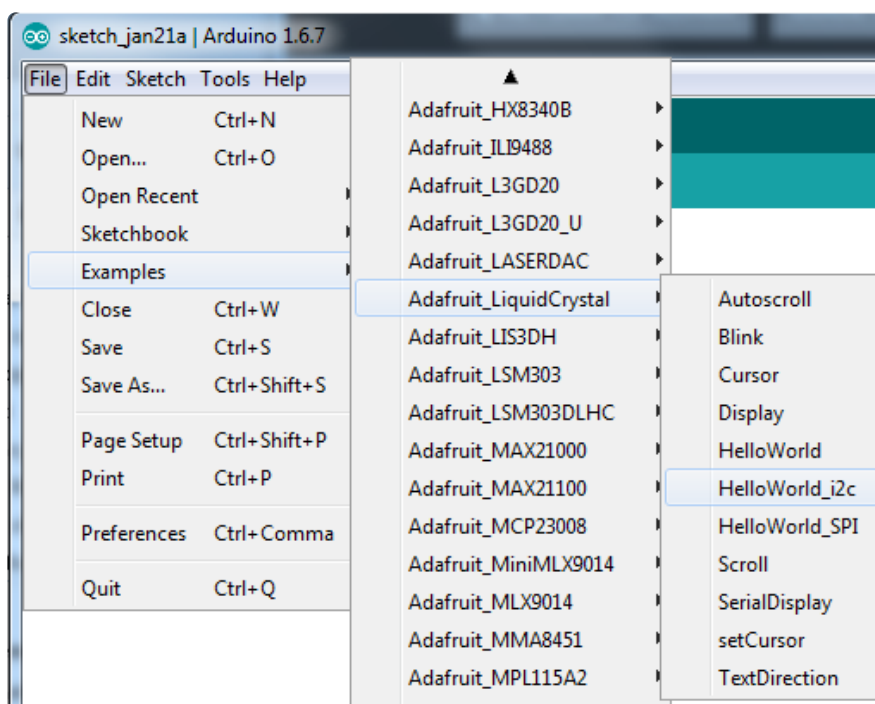 sketch_jan21a | Arduino 1.6.7
File Edit Sketch Tools Help
New Ctrl+N
Open... Ctrl+O
Open Recent
Sketchbook
Examples
Close Ctrl+W
Save Ctrl+S
Save As... Ctrl+Shift+S
Page Setup Ctrl+Shift+P
Print Ctrl+P
Preferences Ctrl+Comma
Quit Ctrl+Q
Adafruit_HX8340B
Adafruit_ILI9488
Adafruit_L3GD20
Adafruit_L3GD20_U
Adafruit_LASERDAC
Adafruit_LiquidCrystal
Adafruit_LIS3DH
Adafruit_LSM303
Adafruit_LSM303DLHC
Adafruit_MAX21000
Adafruit_MAX21100
Adafruit_MCP23008
Adafruit_MiniMLX9014
Adafruit_MLX9014
Adafruit_MMA8451
Adafruit_MPL115A2
Autoscroll
Blink
Cursor
Display
HelloWorld
HelloWorld_i2c
HelloWorld_SPI
Scroll
SerialDisplay
setCursor
TextDirection